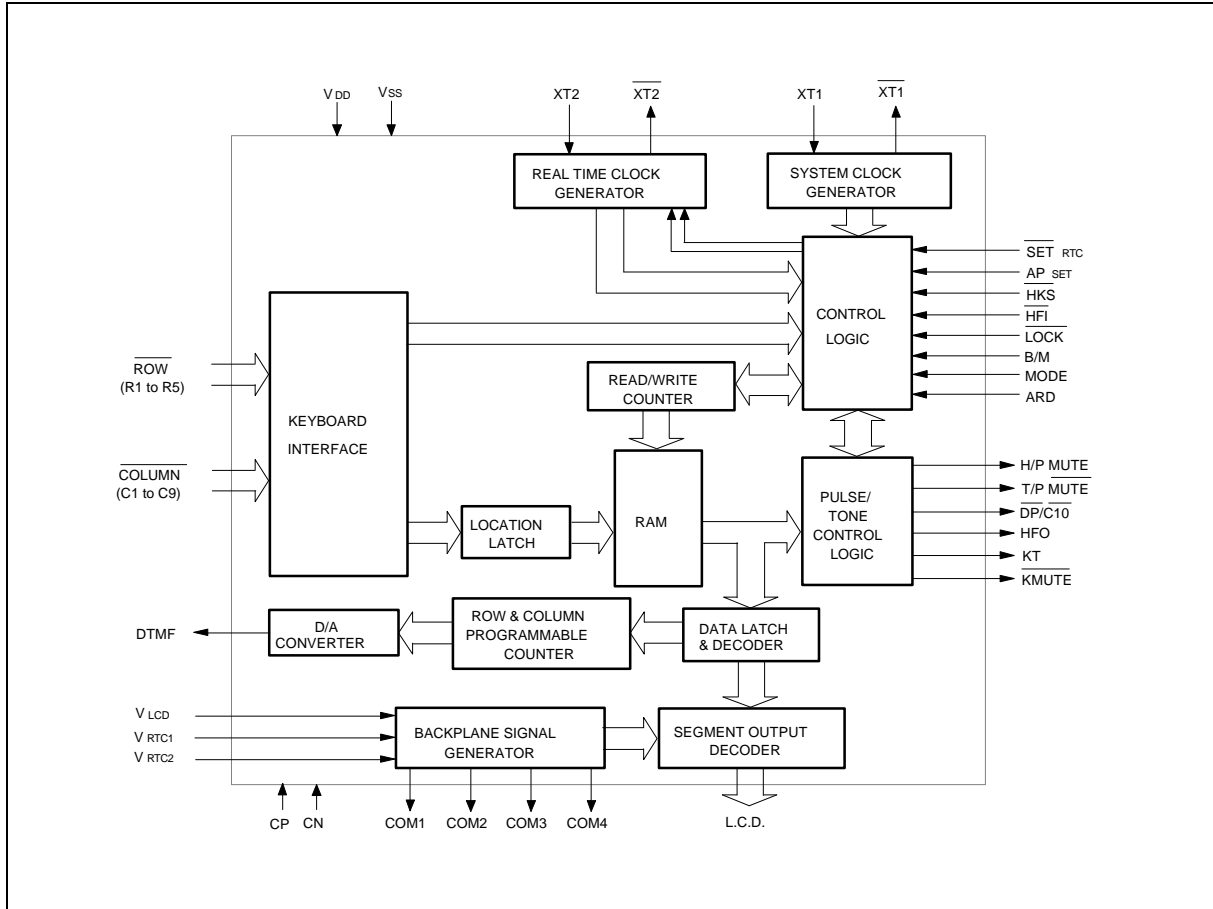 V DD
VSS
XT2
XT2
XT1
XT1
REAL TIME CLOCK
GENERATOR
SYSTEM CLOCK
GENERATOR
SET RTC
AP SET
HKS
HFI
LOCK
B/M
MODE
ARD
CONTROL
LOGIC
ROW
(R1 to R5)
COLUMN
(C1 to C9)
KEYBOARD
INTERFACE
READ/WRITE
COUNTER
LOCATION
LATCH
RAM
PULSE/
TONE
CONTROL
LOGIC
H/P MUTE
T/P MUTE
DP/C10
HFO
KT
KMUTE
DTMF
D/A
CONVERTER
ROW & COLUMN
PROGRAMMABLE
COUNTER
DATA LATCH
& DECODER
V LCD
V RTC1
V RTC2
BACKPLANE SIGNAL
GENERATOR
SEGMENT OUTPUT
DECODER
CP
CN
COM1
COM2
COM3
COM4
L.C.D.